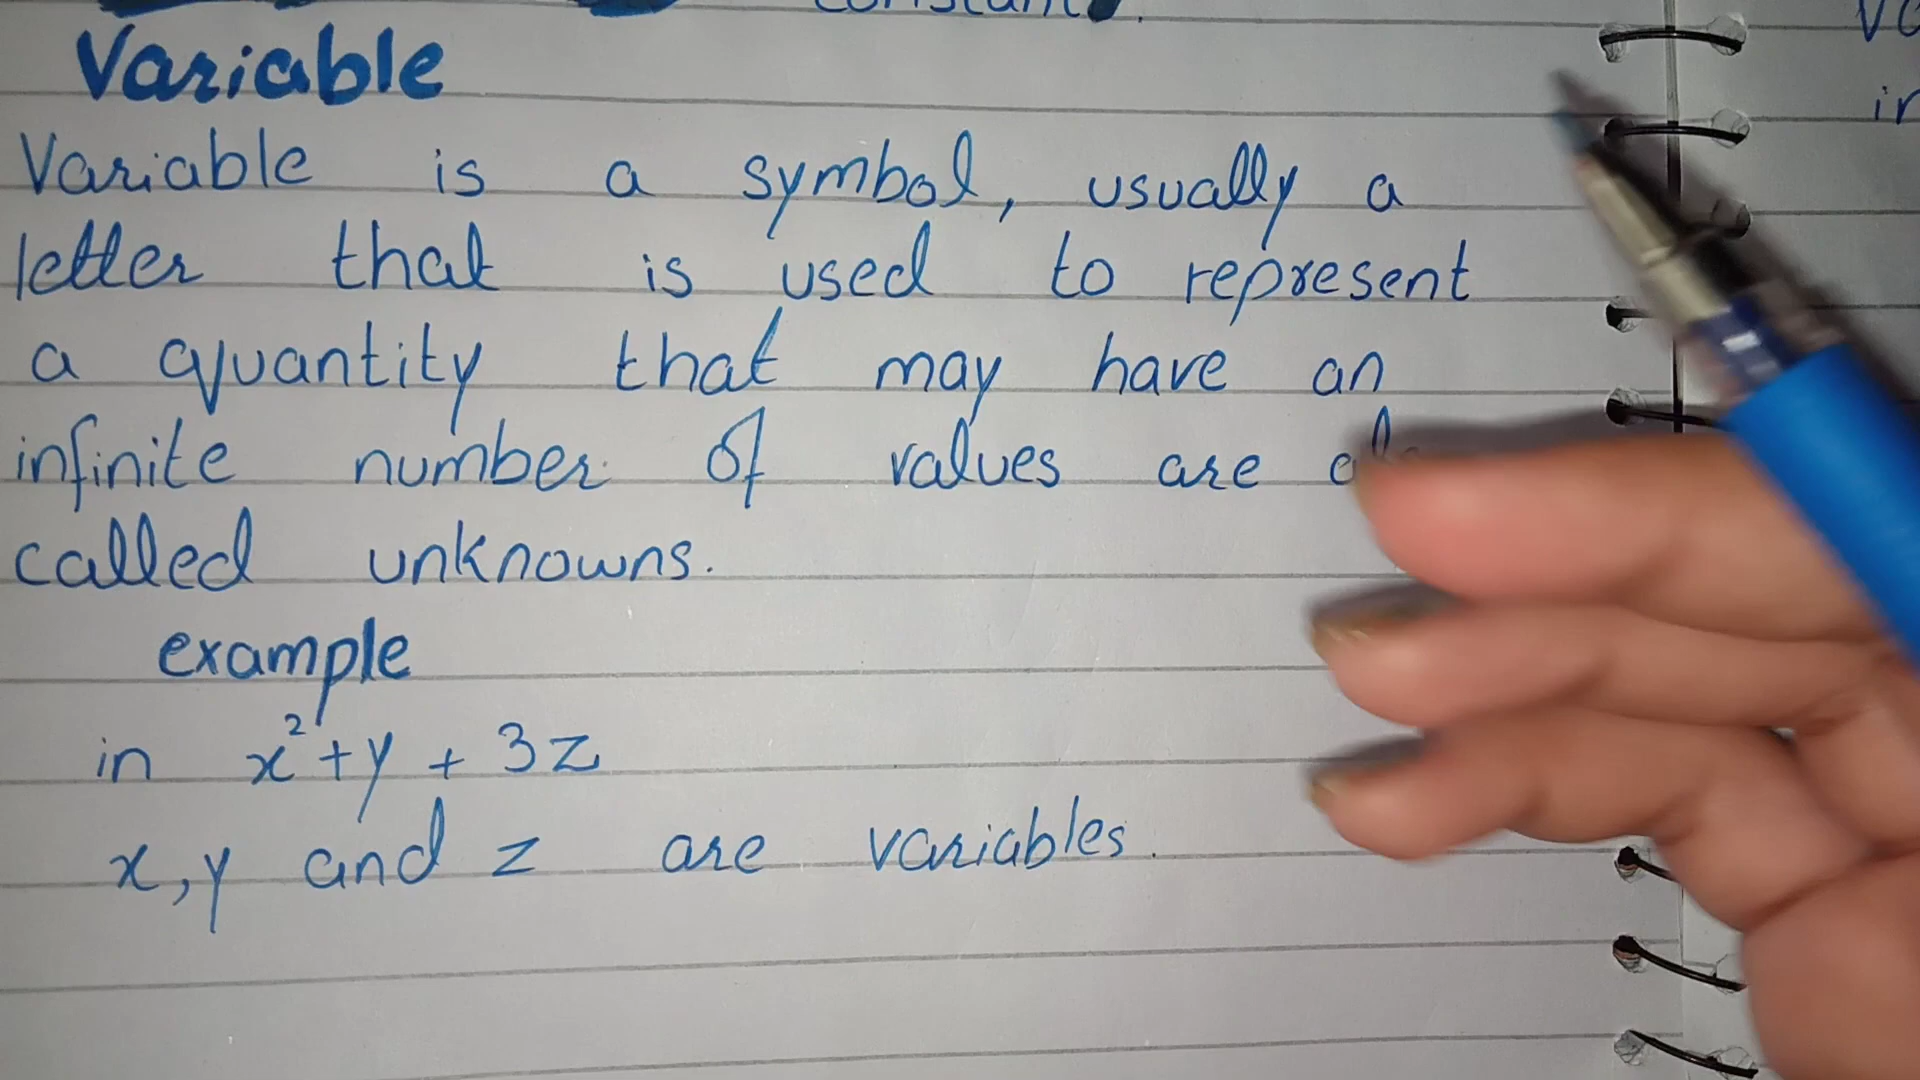 constant.
Variable
Variable is a symbol, usually a
letter that is used to represent
a quantity that may have an
infinite number of values are
called unknowns.
example
in x²+y + 3z
x, y and z are variables.